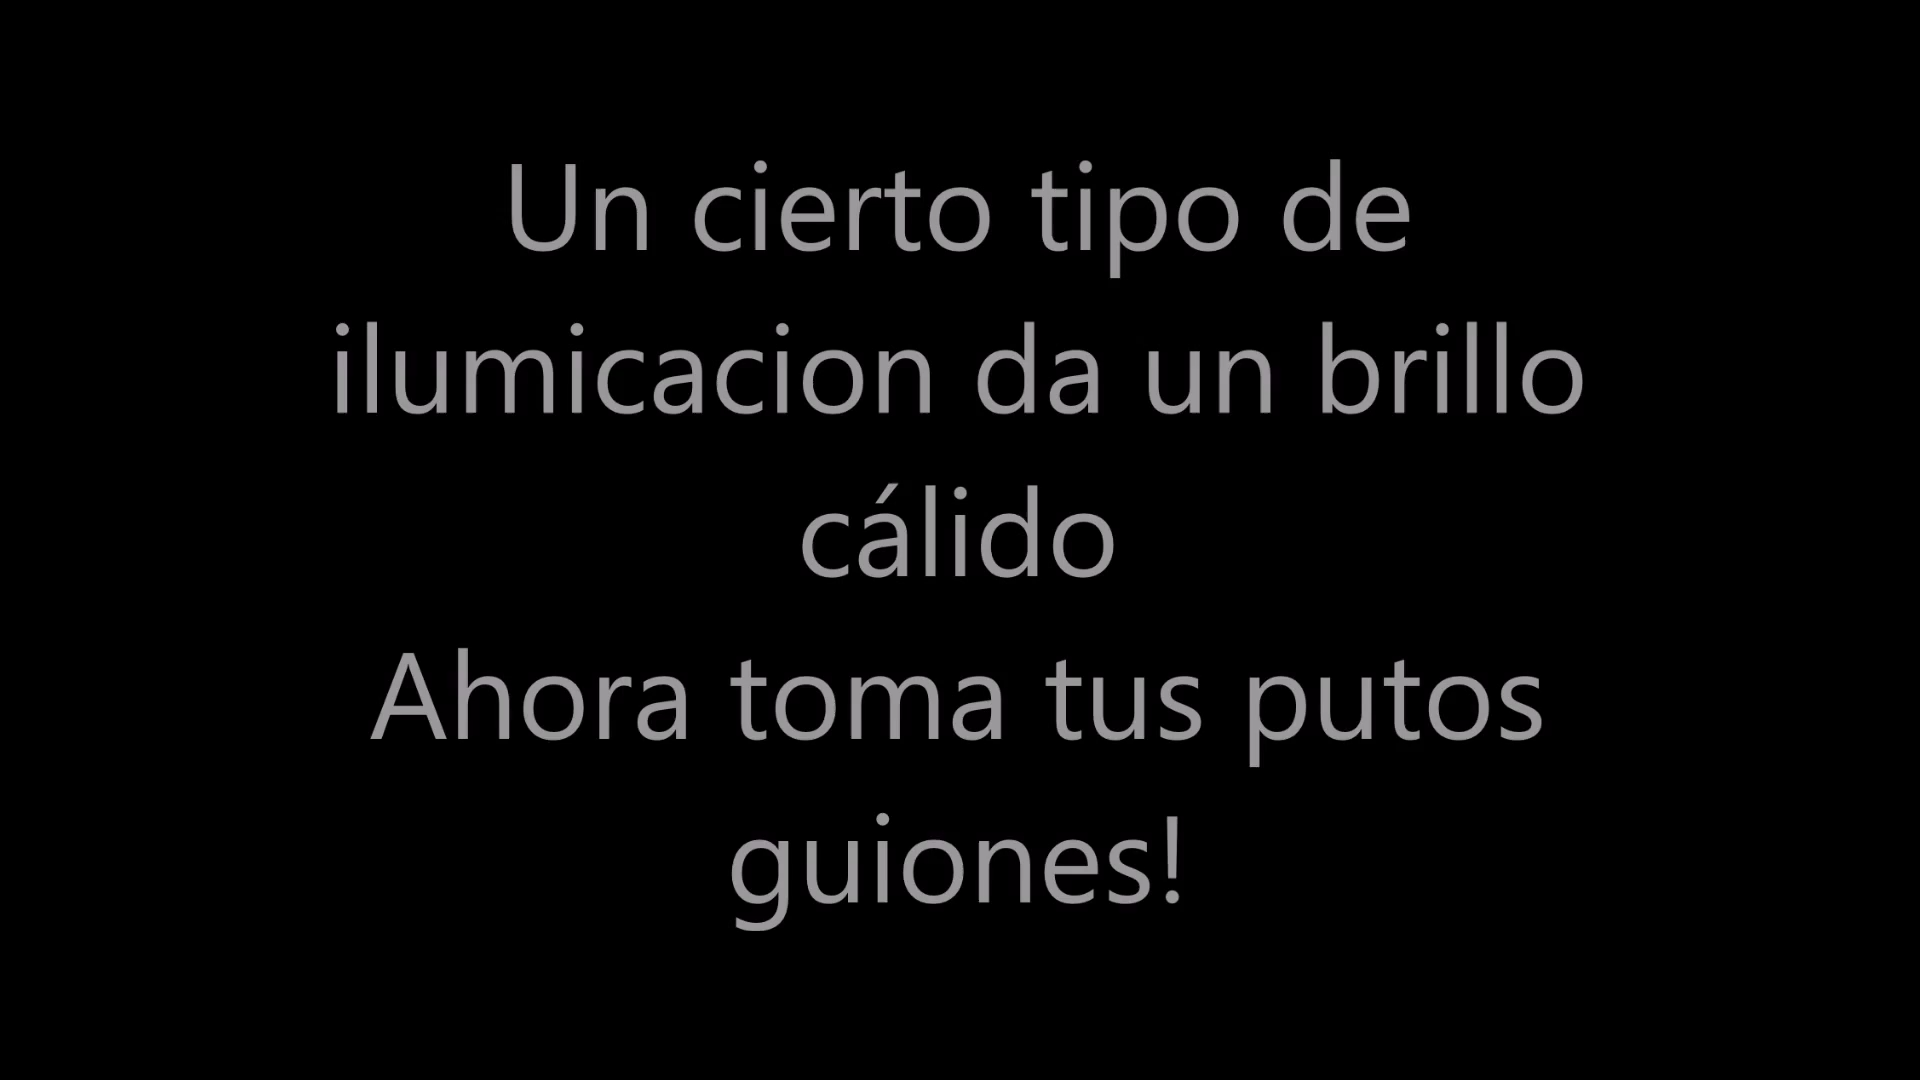 Un cierto tipo de
ilumicacion da un brillo
cálido
Ahora toma tus putos
guiones!